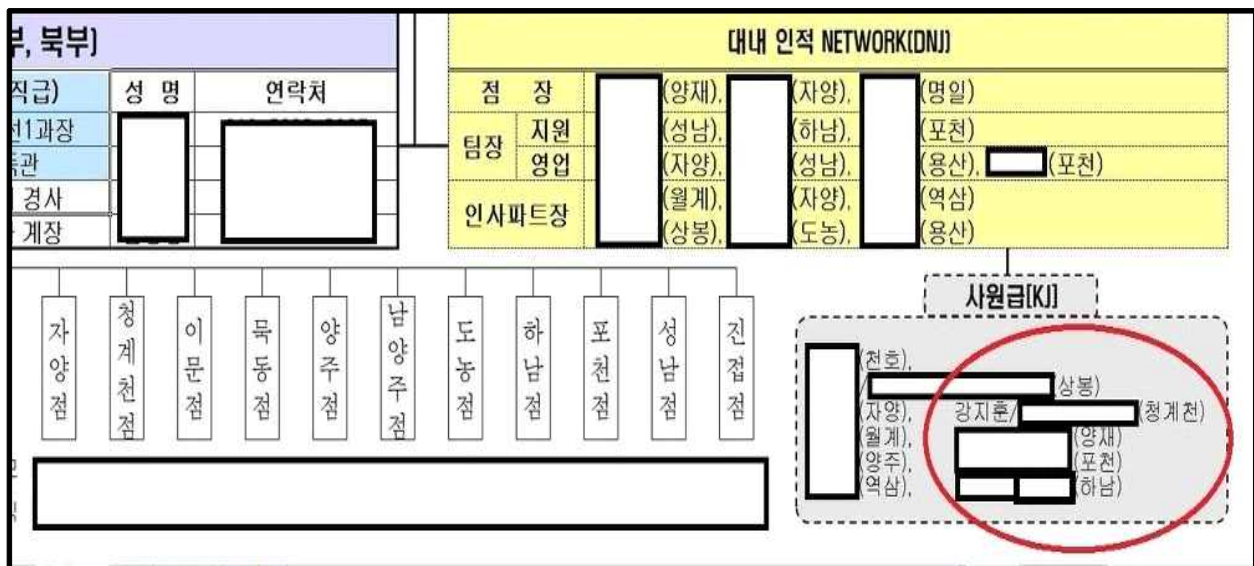 부, 북부)
직급) 성 명 연락처
선1과장
독관
경사
계장
대내 인적 NETWORK(DNJ)
점 장 (양재), (자양), (명일)
팀장 지원 (성남), (하남), (포천)
영업 (자양), (성남), (용산), (포천)
인사파트장 (월계), (자양), (역삼)
(상봉), (도농), (용산)
자양점
청계천점
이문점
묵동점
양주점
남양주점
도농점
하남점
포천점
성남점
진접점
사원급(KJ)
(천호),
/ (상봉)
(자양), 강지훈/ (청계천)
(월계), (양재)
(양주), (포천)
(역삼), (하남)